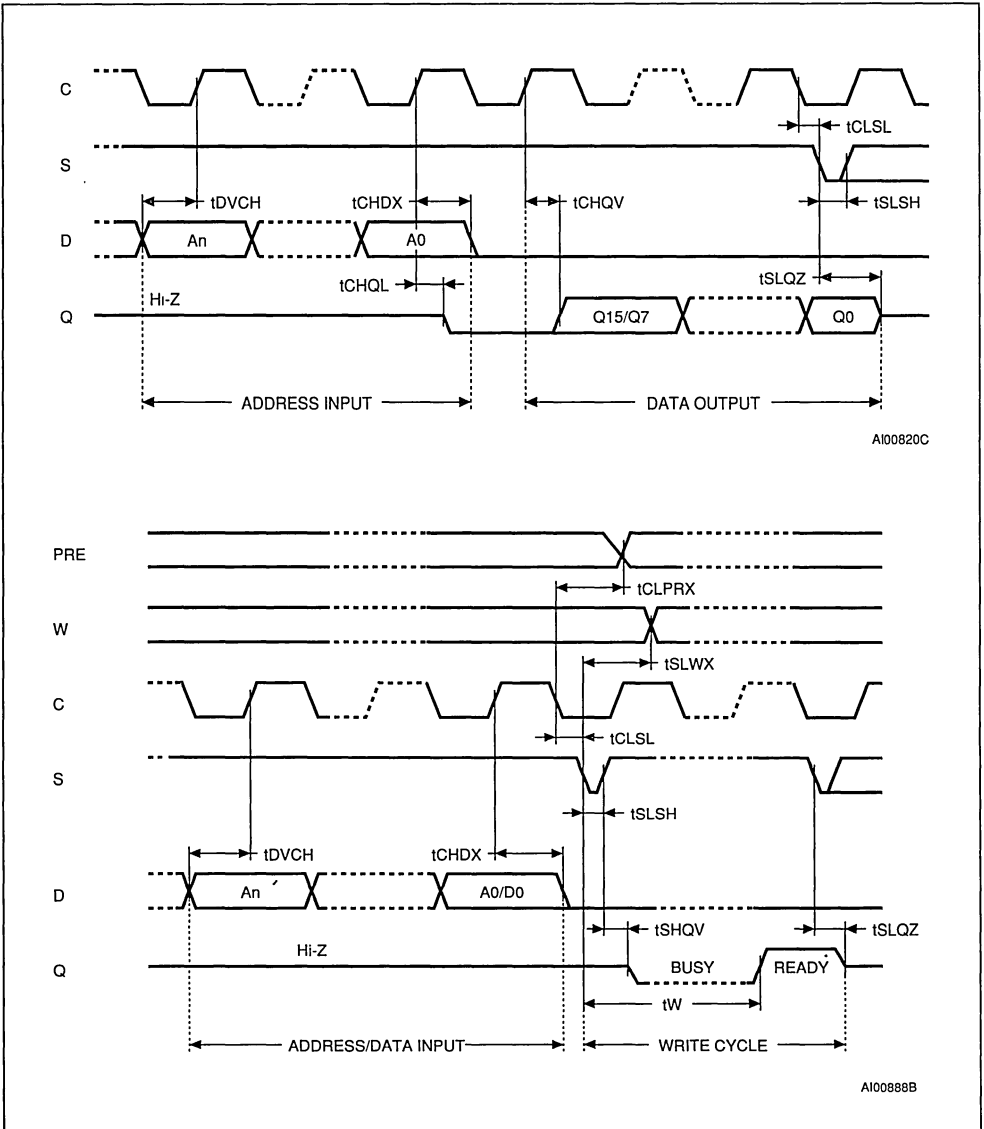 C
tCLSL
S
tDVCH
tCHDX
tCHQV
tSLSH
D
An
A0
tCHQL
tSLQZ
Hi-Z
Q
Q15/Q7
Q0
ADDRESS INPUT
DATA OUTPUT
AI00820C
PRE
tCLPRX
W
tSLWX
C
tCLSL
S
tSLSH
tDVCH
tCHDX
D
An
A0/D0
tSHQV
tSLQZ
Hi-Z
Q
BUSY
READY
tW
ADDRESS/DATA INPUT
WRITE CYCLE
AI00888B